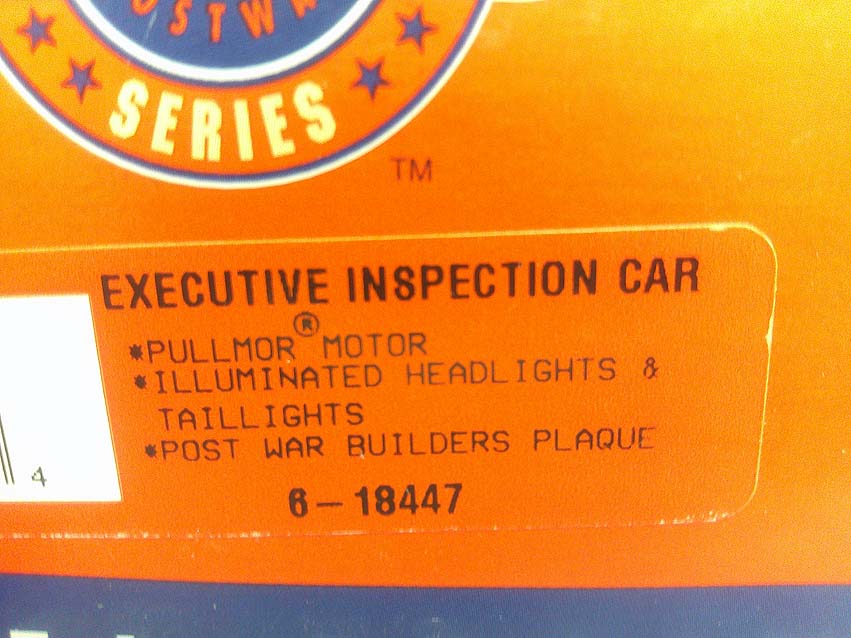 SERIES
TM
EXECUTIVE INSPECTION CAR
*PULLMOR® MOTOR
*ILLUMINATED HEADLIGHTS &
TAILLIGHTS
*POST WAR BUILDERS PLAQUE
4
6-18447